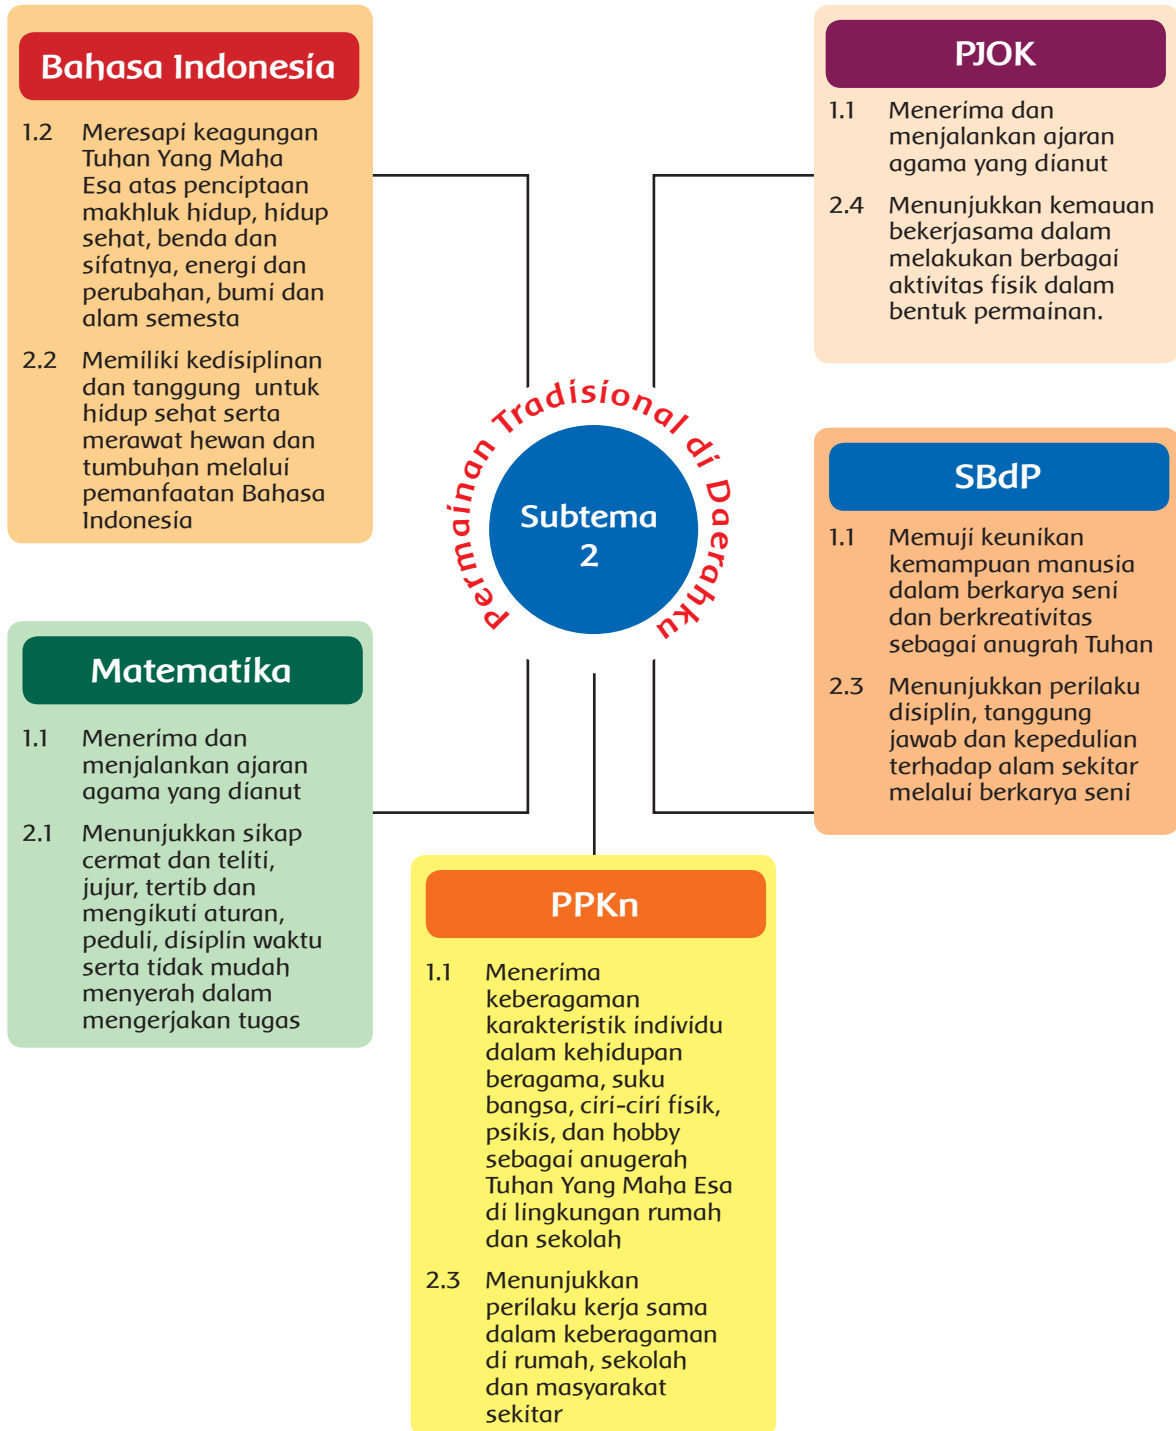 Bahasa Indonesia
1.2 Meresapi keagungan
Tuhan Yang Maha
Esa atas penciptaan
makhluk hidup, hidup
sehat, benda dan
sifatnya, energi dan
perubahan, bumi dan
alam semesta
2.2 Memiliki kedisiplinan
dan tanggung untuk
hidup sehat serta
merawat hewan dan
tumbuhan melalui
pemanfaatan Bahasa
Indonesia
PJOK
1.1 Menerima dan
menjalankan ajaran
agama yang dianut
2.4 Menunjukkan kemauan
bekerjasama dalam
melakukan berbagai
aktivitas fisik dalam
bentuk permainan.
Permainan Tradisional di Daerahku
Subtema
2
SBdP
1.1 Memuji keunikan
kemampuan manusia
dalam berkarya seni
dan berkreativitas
sebagai anugrah Tuhan
2.3 Menunjukkan perilaku
disiplin, tanggung
jawab dan kepedulian
terhadap alam sekitar
melalui berkarya seni
Matematika
1.1 Menerima dan
menjalankan ajaran
agama yang dianut
2.1 Menunjukkan sikap
cermat dan teliti,
jujur, tertib dan
mengikuti aturan,
peduli, disiplin waktu
serta tidak mudah
menyerah dalam
mengerjakan tugas
PPKn
1.1 Menerima
keberagaman
karakteristik individu
dalam kehidupan
beragama, suku
bangsa, ciri-ciri fisik,
psikis, dan hobby
sebagai anugerah
Tuhan Yang Maha Esa
di lingkungan rumah
dan sekolah
2.3 Menunjukkan
perilaku kerja sama
dalam keberagaman
di rumah, sekolah
dan masyarakat
sekitar